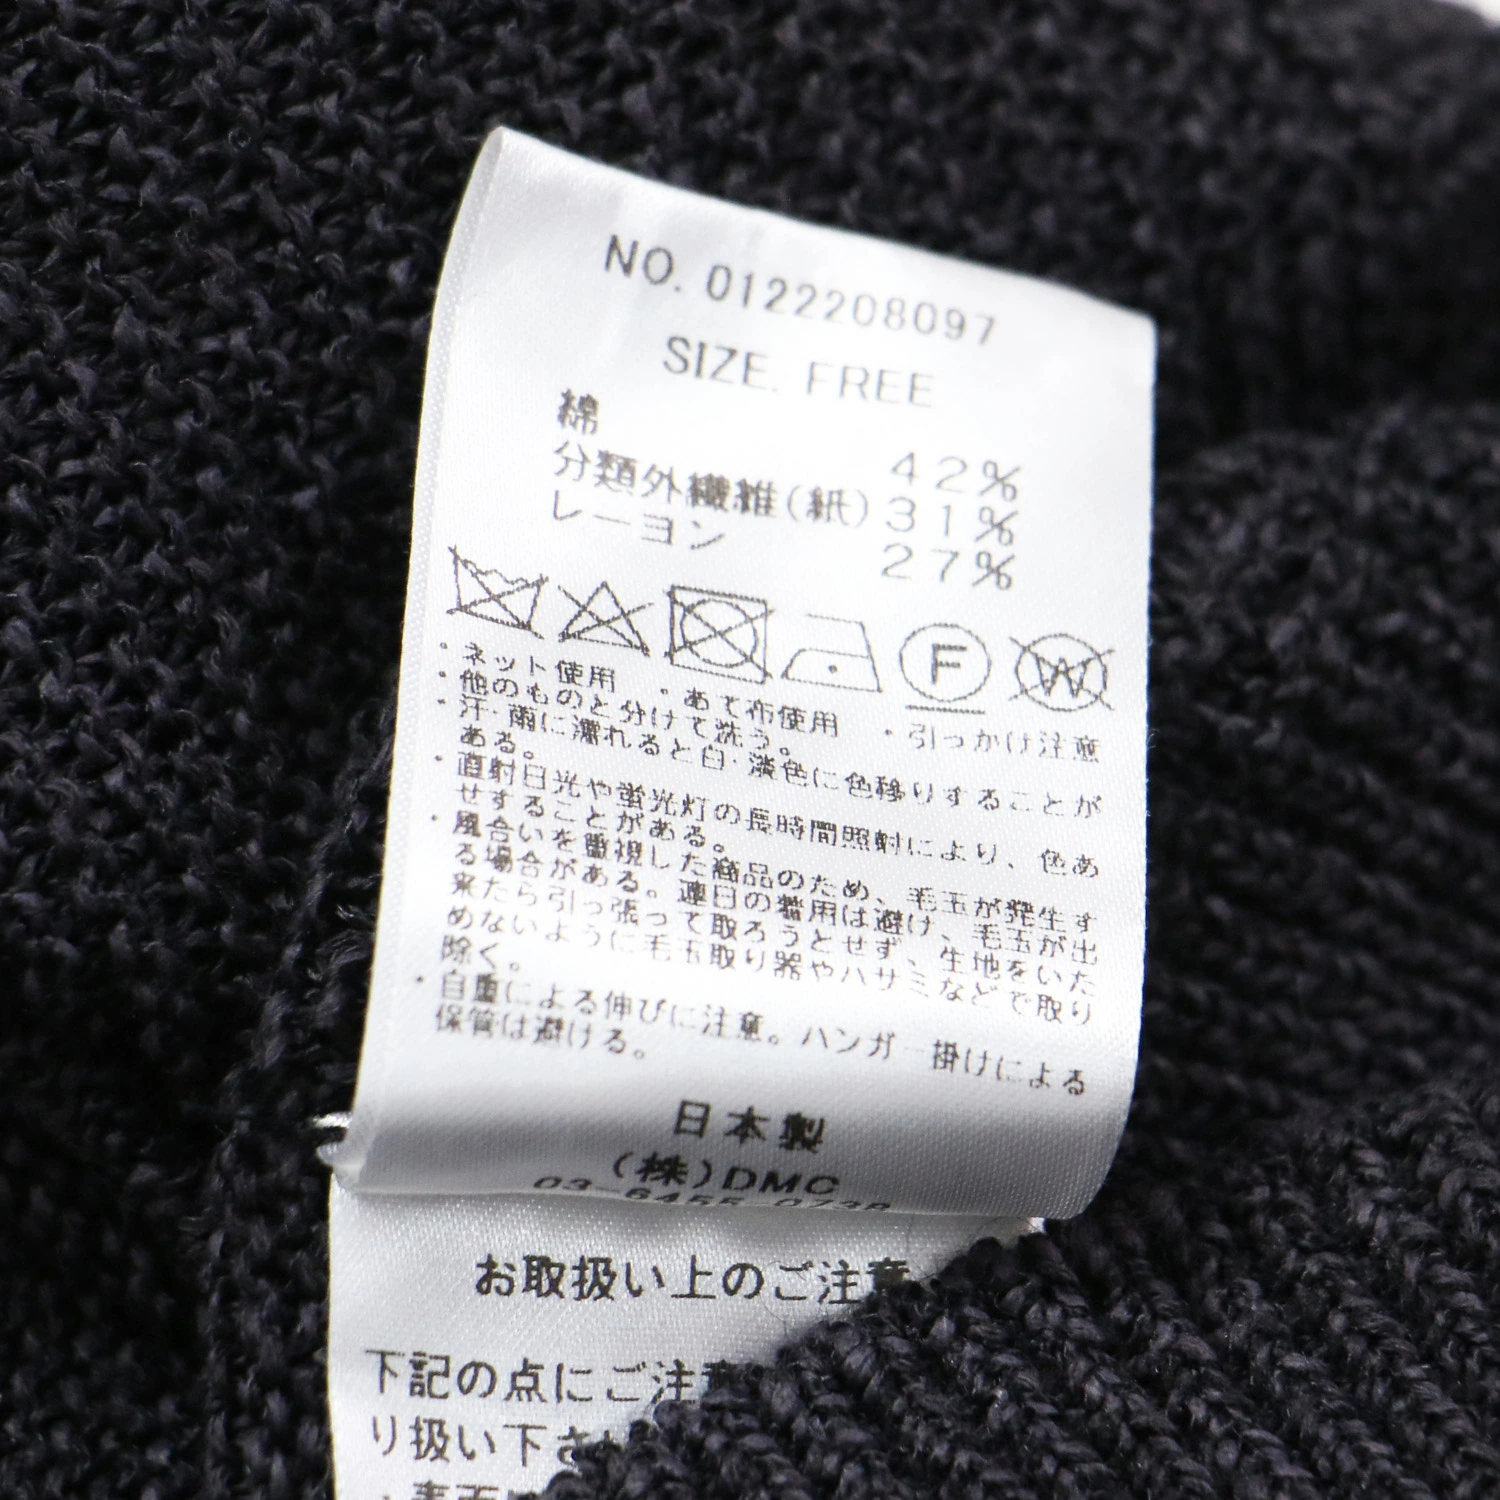 NO. 0122208097
SIZE. FREE
綿 42%
分類外繊維(紙) 31%
レーヨン 27%
F
W
・ネット使用 ・あて布使用 ・引っかけ注意
・他のものと分けて洗う。
・汗・雨に濡れると白・淡色に色移りすることが
ある。
・直射日光や蛍光灯の長時間照射により、色あ
せすることがある。
・風合いを重視した商品のため、毛玉が発生す
る場合がある。連日の着用は避け、毛玉が出
来たら引っ張って取ろうとせず、生地をいた
めないように毛玉取り器やハサミなどで取り
除く。
・自重による伸びに注意。ハンガー掛けによる
保管は避ける。
日本製
(株)DMC
03-6455-
お取扱い上のご注意
下記の点にご注意
り扱い下さ
・表面